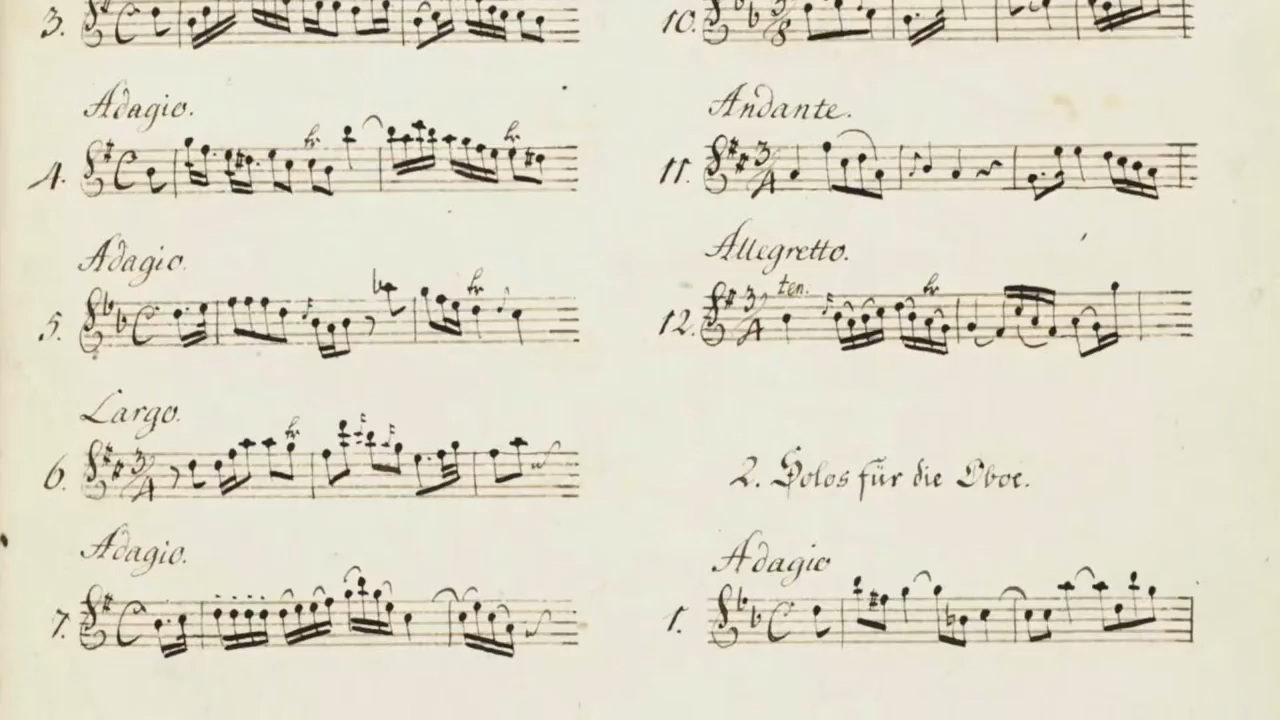 3.
Adagio.
4.
Adagio.
5.
Largo.
6.
Adagio.
7.
10.
Andante.
11.
Allegretto.
ten.
12.
2. Solos für die Oboe.
Adagio
1.